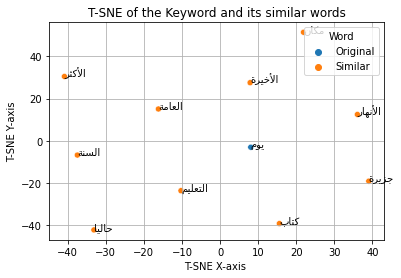 T-SNE of the Keyword and its similar words
مكان
Word
Original
Similar
الأكثر
الأخيرة
العامة
الأنهار
يوم
السنة
جزيرة
التعليم
كتاب
حاليا
T-SNE Y-axis
40
20
0
−20
−40
−40
−30
−20
−10
0
10
20
30
40
T-SNE X-axis